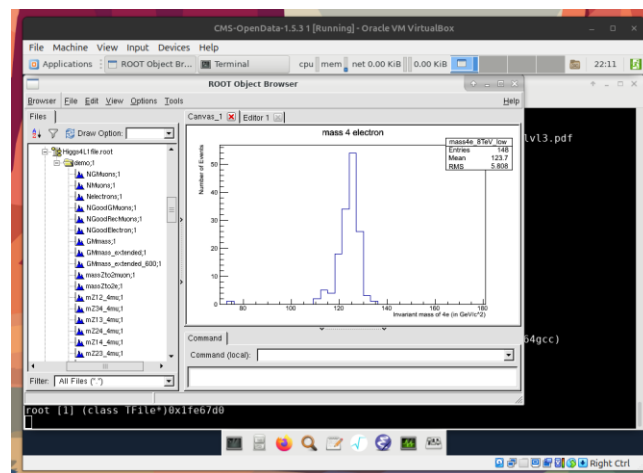 CMS-OpenData-1.5.3 1 [Running] - Oracle VM VirtualBox
File Machine View Input Devices Help
Applications ROOT Object Br... Terminal cpu mem net 0.00 KiB 0.00 KiB 22:11
ROOT Object Browser
Browser File Edit View Options Tools Help
Files Canvas_1 Editor 1
Draw Option:
lvl3.pdf
Higgs4L1file.root
demo;1
NGMuons;1
NMuons;1
Nelectrons;1
NGoodGMuons;1
NGoodRecMuons;1
NGoodElectron;1
GMmass;1
GMmass_extended;1
GMmass_extended_600;1
massZto2muon;1
massZto2e;1
mZ12_4mu;1
mZ34_4mu;1
mZ13_4mu;1
mZ24_4mu;1
mZ14_4mu;1
mZ23_4mu;1
mass 4 electron
mass4e_8TeV_low
Entries 148
Mean 123.7
RMS 5.808
Number of Events
50
40
30
20
10
0
80 100 120 140 160
Invariant mass of 4e (in GeV/c^2)
Command
Command (local):
64gcc)
Filter: All Files (*.*)
root [1] (class TFile*)0x1fe67d0
Right Ctrl